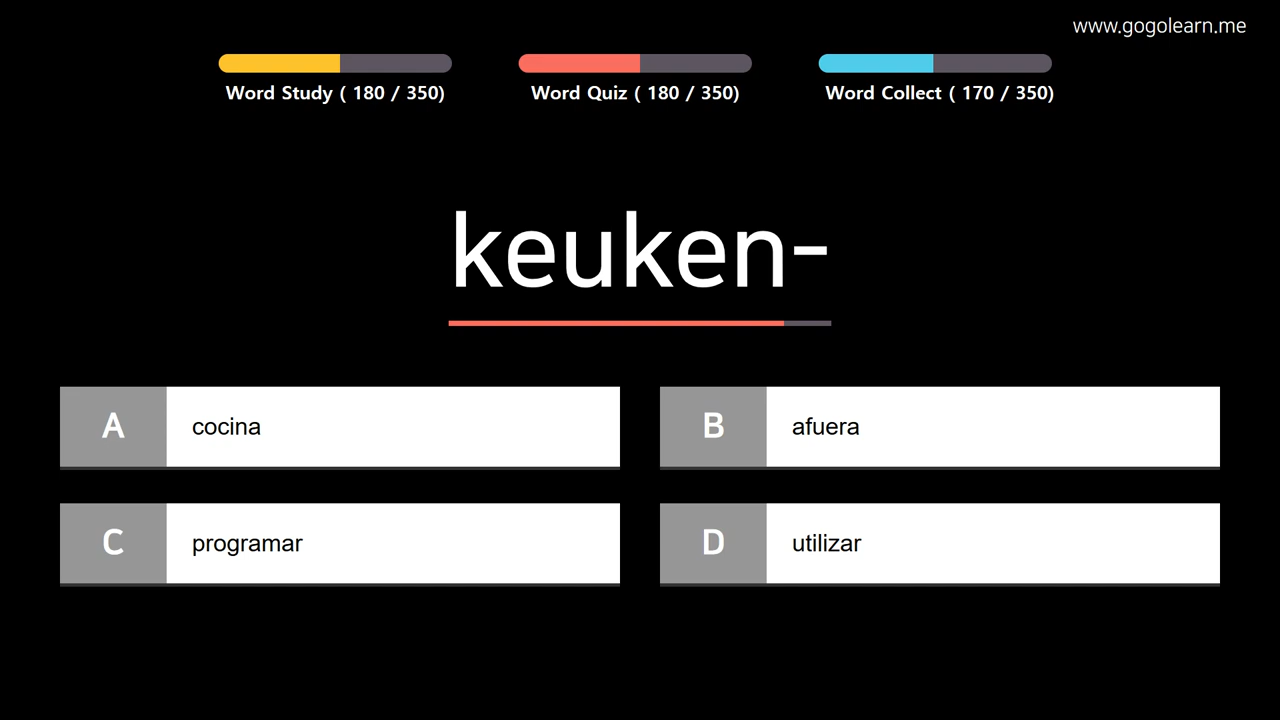 www.gogolearn.me
Word Study ( 180 / 350)
Word Quiz ( 180 / 350)
Word Collect ( 170 / 350)
keuken-
A cocina
B afuera
C programar
D utilizar